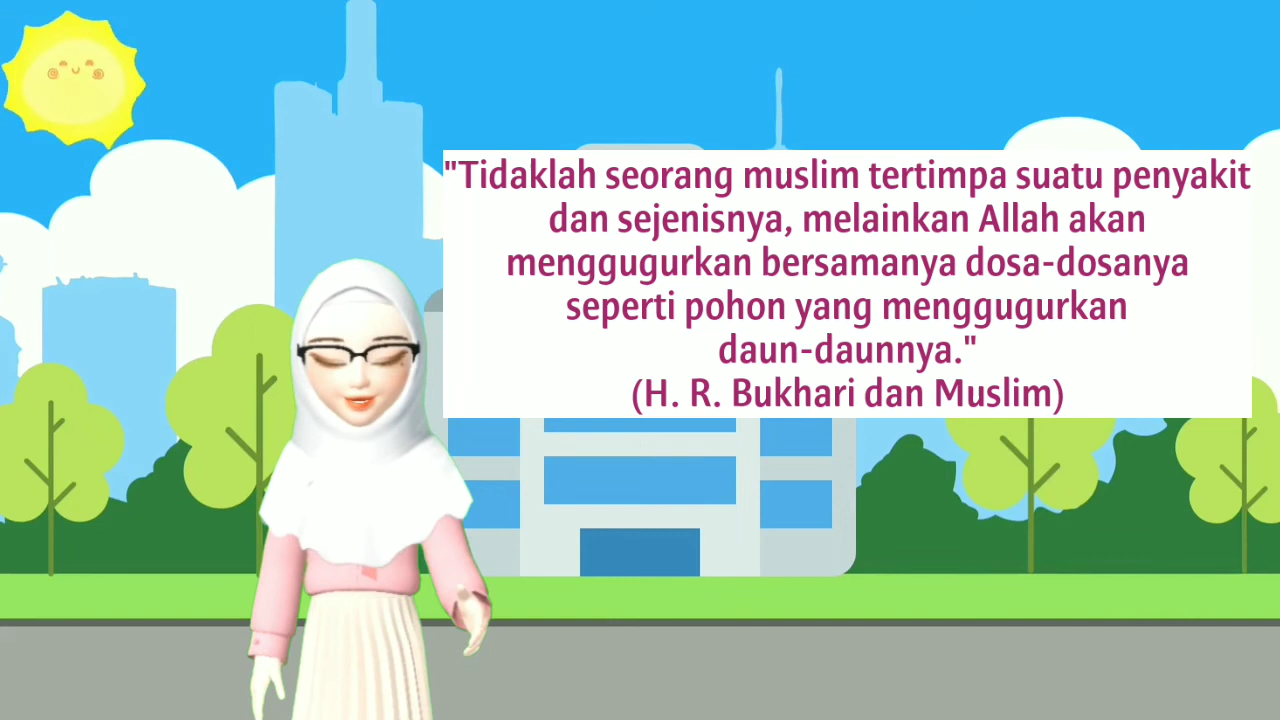 "Tidaklah seorang muslim tertimpa suatu penyakit
dan sejenisnya, melainkan Allah akan
menggugurkan bersamanya dosa-dosanya
seperti pohon yang menggugurkan
daun-daunnya."
(H. R. Bukhari dan Muslim)